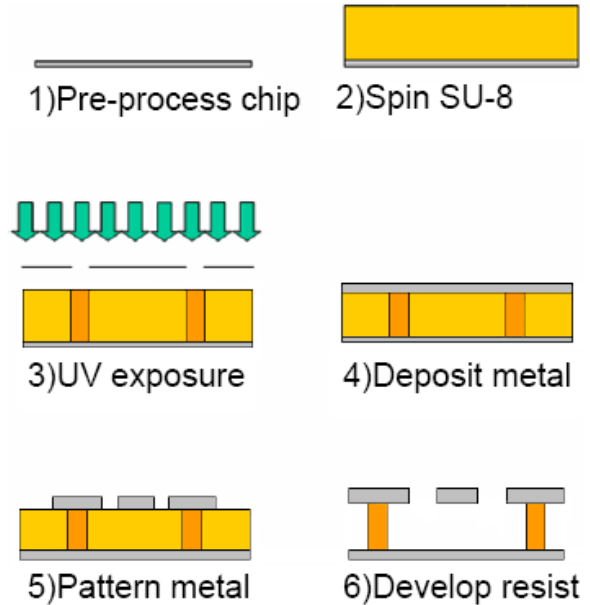 1)Pre-process chip
2)Spin SU-8
3)UV exposure
4)Deposit metal
5)Pattern metal
6)Develop resist